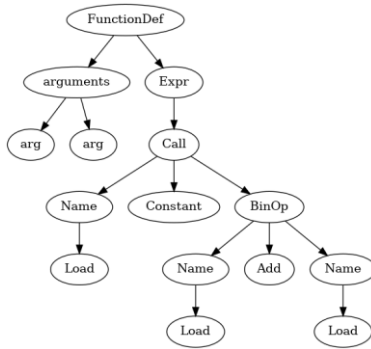 FunctionDef
arguments Expr
arg arg Call
Name Constant BinOp
Load Name Add Name
Load Load